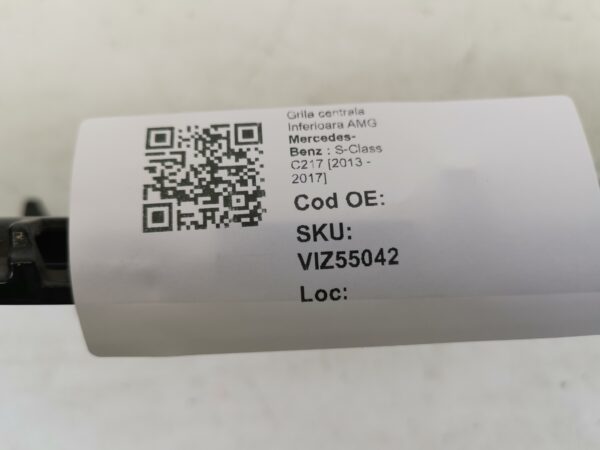 Grila centrala
Inferioara AMG
Mercedes-
Benz : S-Class
C217 [2013 -
2017]
Cod OE:
SKU:
VIZ55042
Loc: